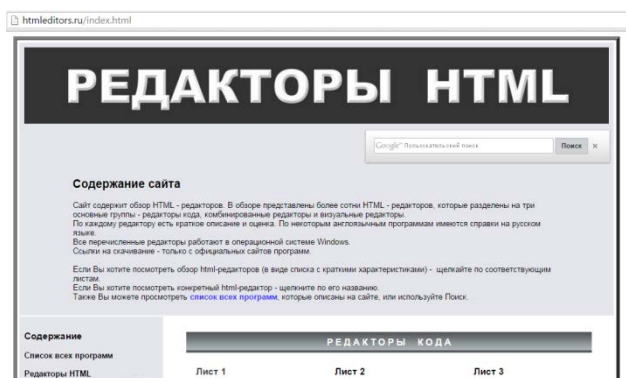 htmleditors.ru/index.html
РЕДАКТОРЫ HTML
Google™ Пользовательский поиск
Поиск ×
Содержание сайта
Сайт содержит обзор HTML - редакторов. В обзоре представлены более сотни HTML - редакторов, которые разделены на три
основные группы - редакторы кода, комбинированные редакторы и визуальные редакторы.
По каждому редактору есть краткое описание и оценка. По некоторым англоязычным программам имеются справки на русском
языке.
Все перечисленные редакторы работают в операционной системе Windows.
Ссылки на скачивание - только с официальных сайтов программ.
Если Вы хотите посмотреть обзор html-редакторов (в виде списка с краткими характеристиками) - щелкайте по соответствующим
листам.
Если Вы хотите посмотреть конкретный html-редактор - щелкните по его названию.
Также Вы можете просмотреть список всех программ, которые описаны на сайте, или используйте Поиск.
Содержание
Список всех программ
Редакторы HTML
РЕДАКТОРЫ КОДА
Лист 1 Лист 2 Лист 3